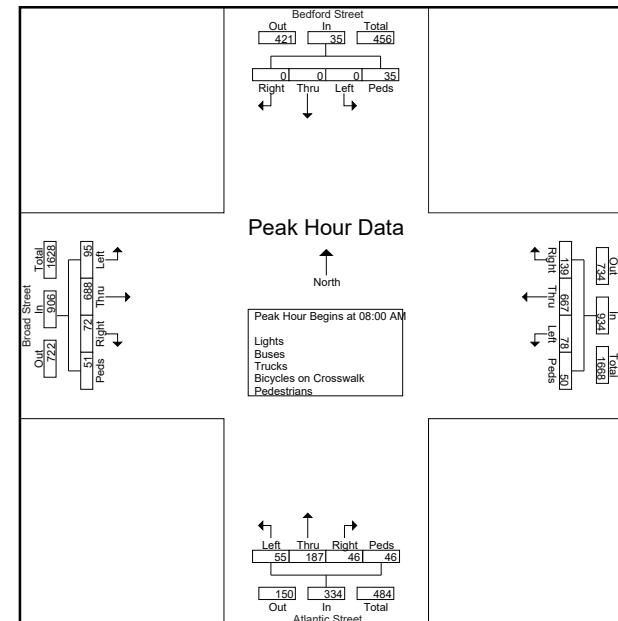 Bedford Street
Out In Total
421 35 456
0 0 0 35
Right Thru Left Peds
Peak Hour Data
North
Peak Hour Begins at 08:00 AM
Lights
Buses
Trucks
Bicycles on Crosswalk
Pedestrians
Broad Street
Out In Total
722 906 1628
Peds Right Thru Left
51 72 688 95
Right Thru Left Peds
139 667 78 50
Out In Total
734 934 1668
Left Thru Right Peds
55 187 46 46
150 334 484
Out In Total
Atlantic Street